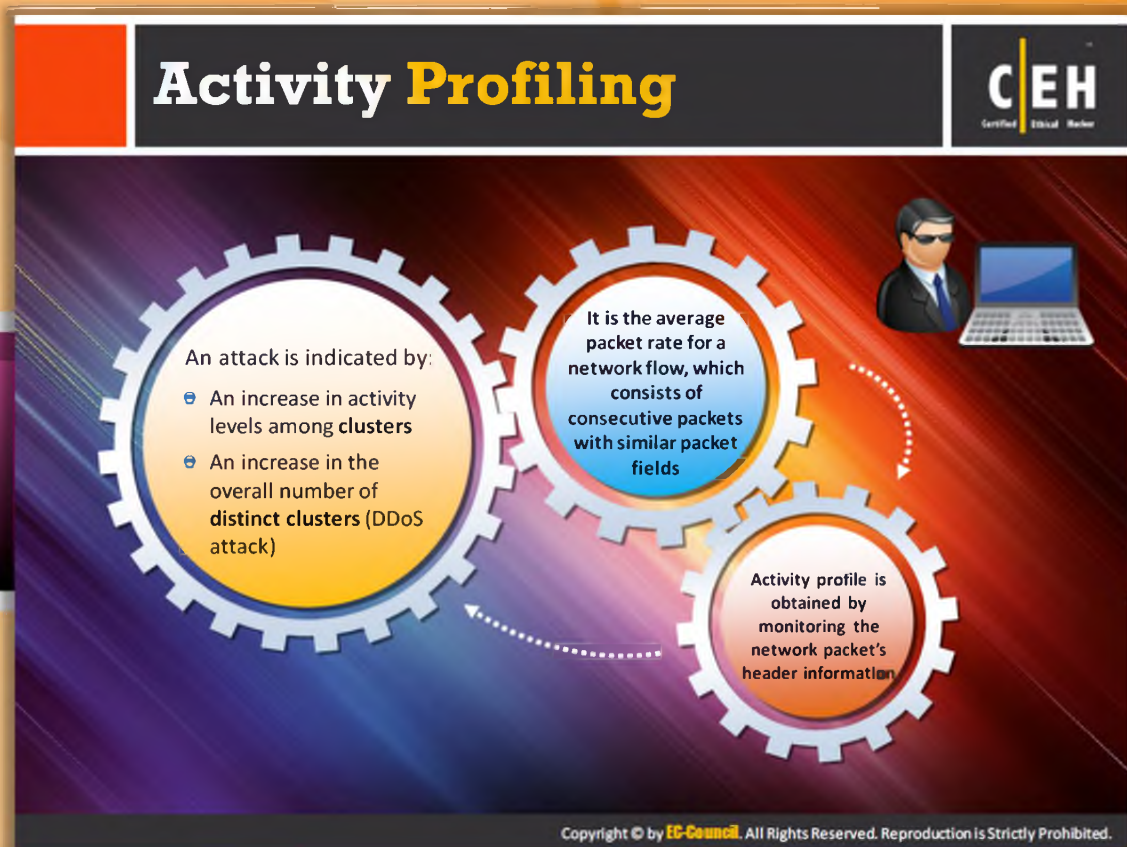 Activity Profiling
C EH
Certified Ethical Hacker
An attack is indicated by:
An increase in activity
levels among clusters
An increase in the
overall number of
distinct clusters (DDoS
attack)
It is the average
packet rate for a
network flow, which
consists of
consecutive packets
with similar packet
fields
Activity profile is
obtained by
monitoring the
network packet's
header information
Copyright © by EC-Council. All Rights Reserved. Reproduction is Strictly Prohibited.